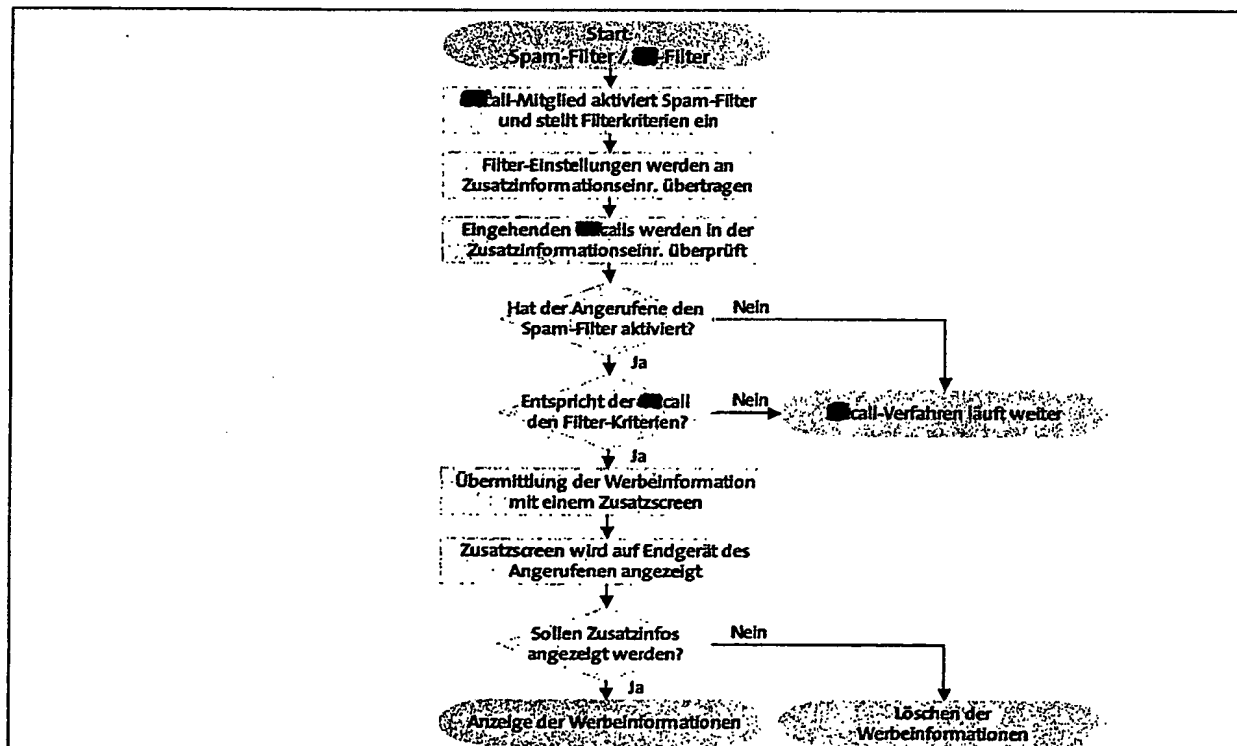 Start
Spam-Filter / -Filter
call-Mitglied aktiviert Spam-Filter
und stellt Filterkriterien ein
Filter-Einstellungen werden an
Zusatzinformationseinr. übertragen
Eingehenden calls werden in der
Zusatzinformationseinr. überprüft
Hat der Angerufene den
Spam-Filter aktiviert?
Nein
Ja
Entspricht der call
den Filter-Kriterien?
Nein
call-Verfahren läuft weiter
Ja
Übermittlung der Werbeinformation
mit einem Zusatzscreen
Zusatzscreen wird auf Endgerät des
Angerufenen angezeigt
Sollen Zusatzinfos
angezeigt werden?
Nein
Ja
Anzeige der Werbeinformationen
Löschen der
Werbeinformationen